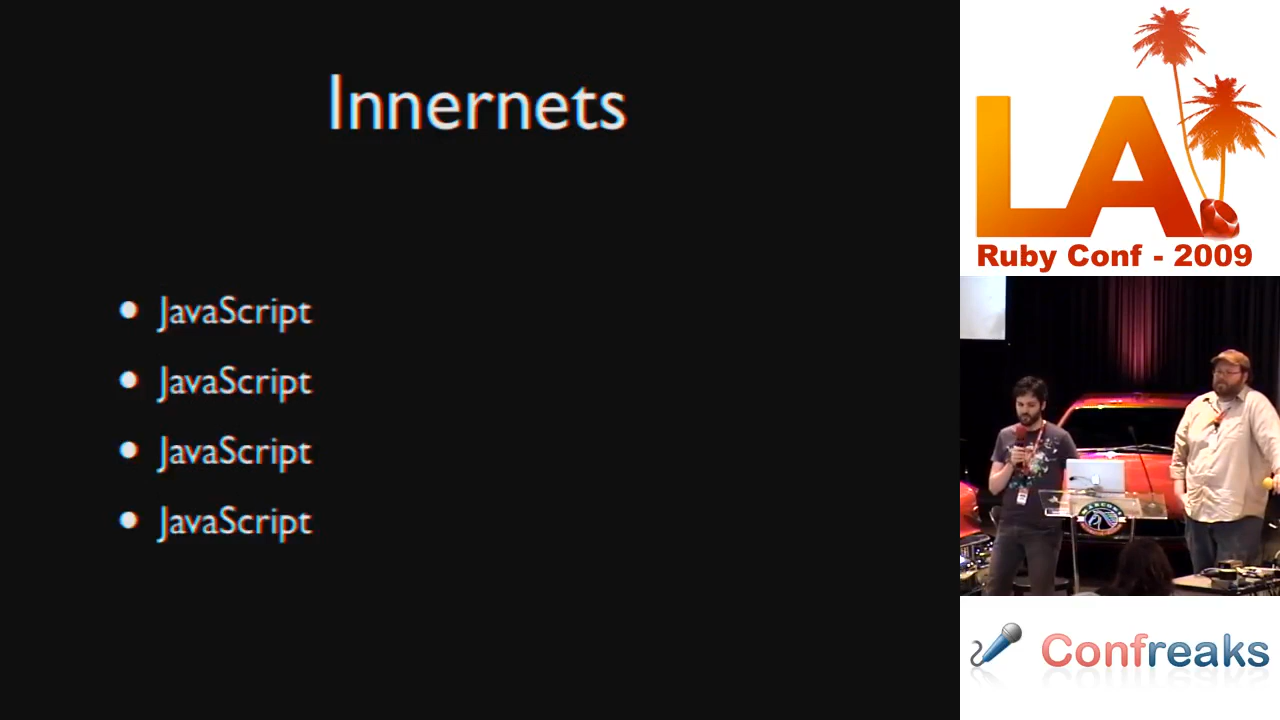 Innernets
• JavaScript
• JavaScript
• JavaScript
• JavaScript
LA
Ruby Conf - 2009
Confreaks